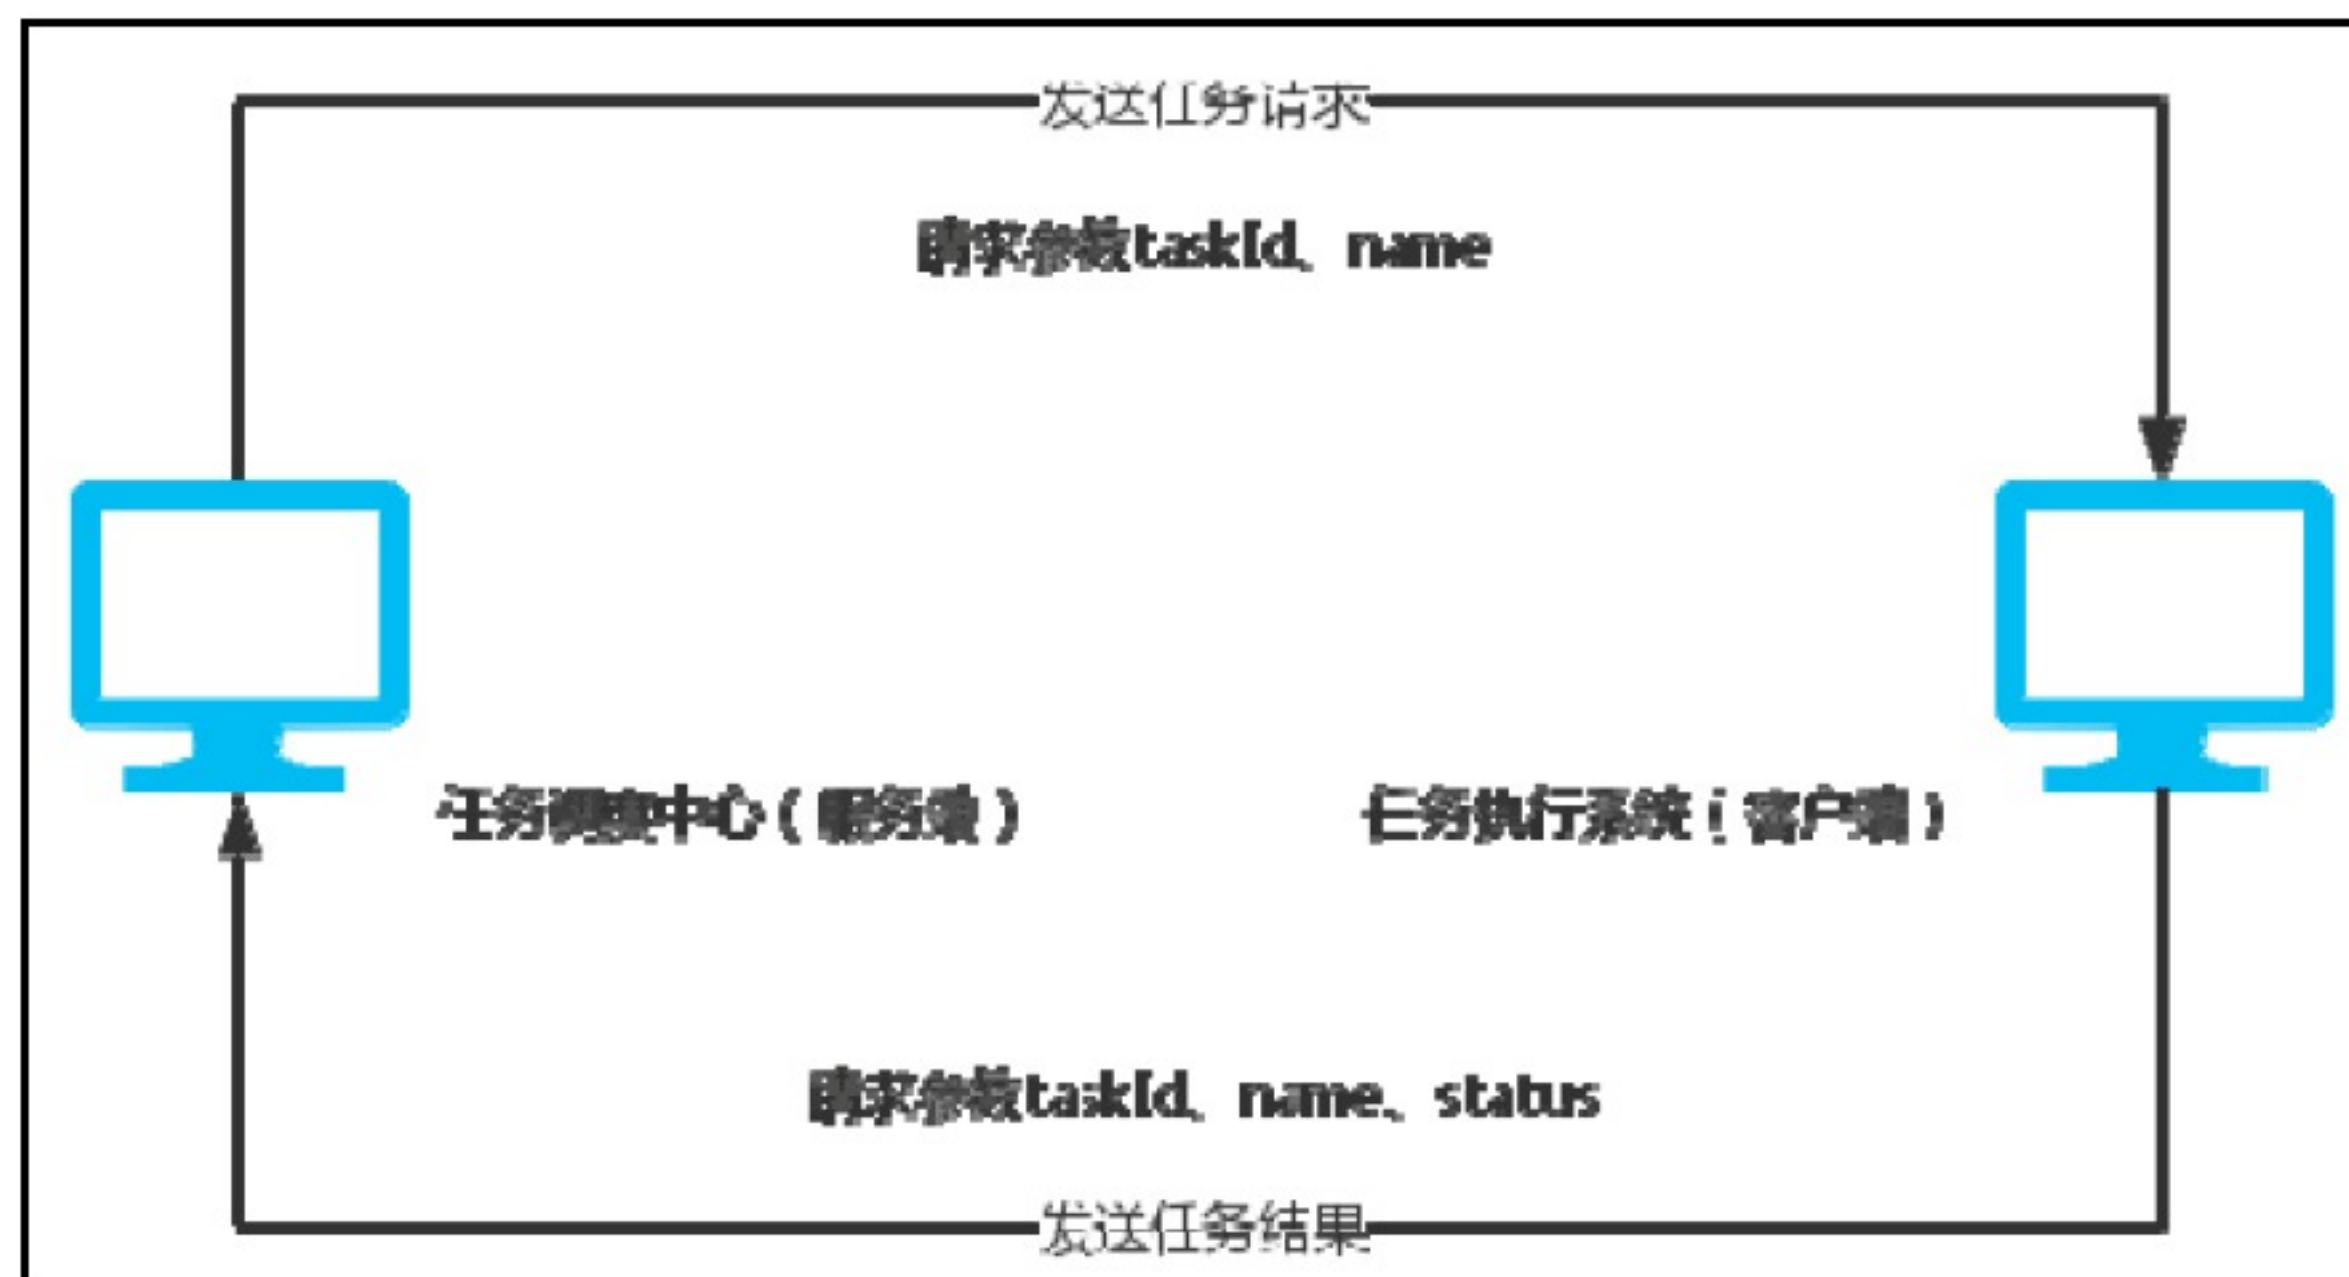 发送任务请求
请求参数taskId、name
任务调度中心（服务端）
任务执行系统（客户端）
请求参数taskId、name、status
发送任务结果